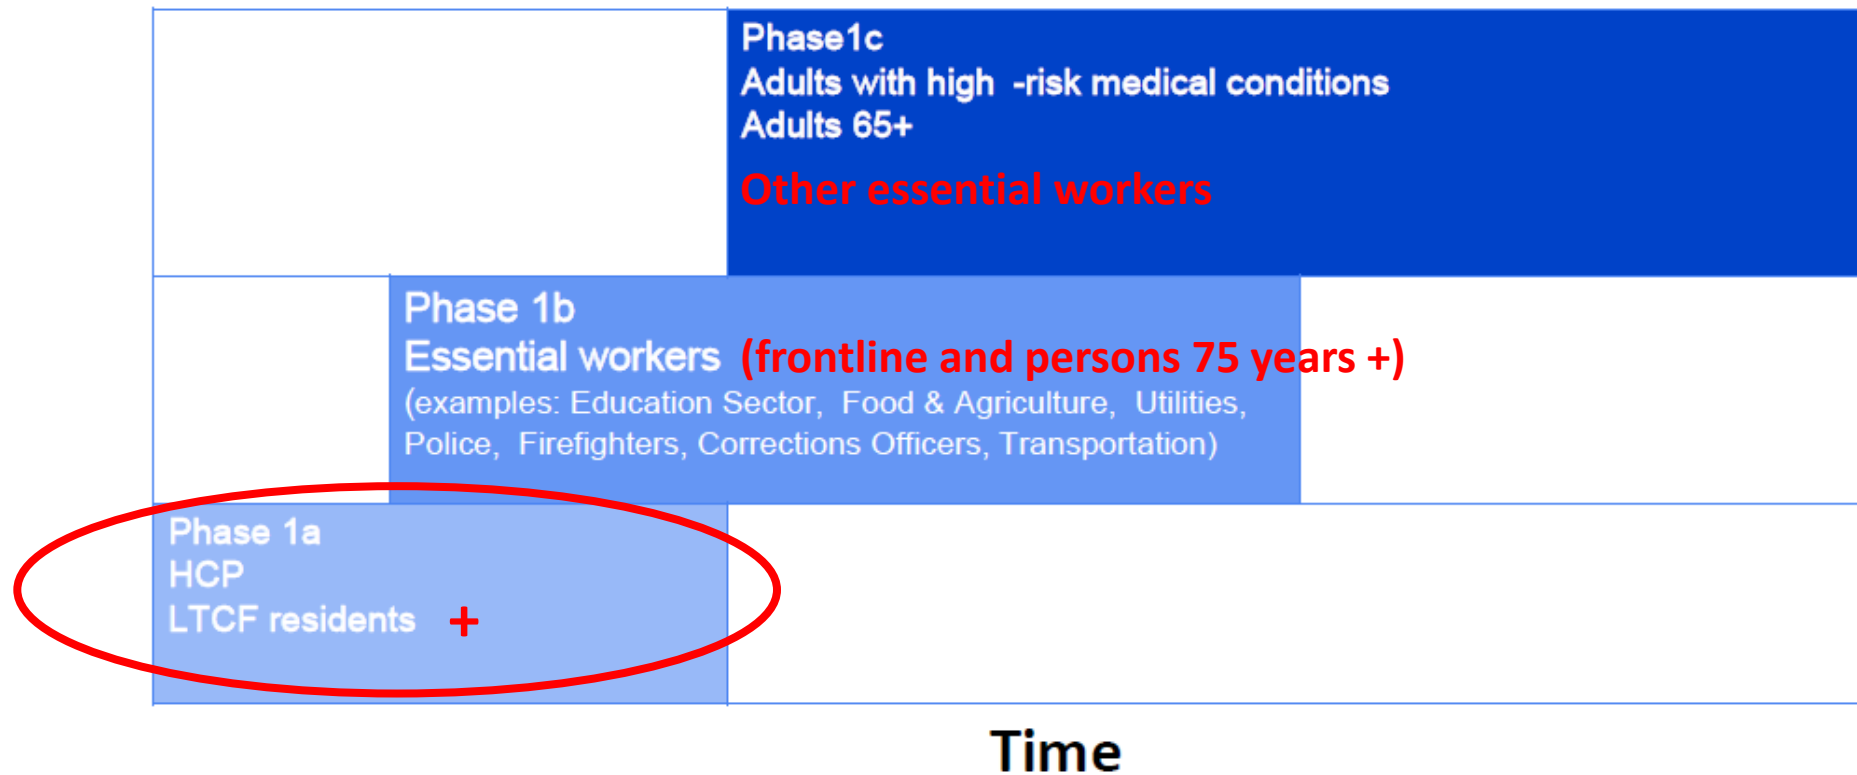 Phase1c
Adults with high -risk medical conditions
Adults 65+
Other essential workers
Phase 1b
Essential workers (frontline and persons 75 years +)
(examples: Education Sector, Food & Agriculture, Utilities,
Police, Firefighters, Corrections Officers, Transportation)
Phase 1a
HCP
LTCF residents +
Time